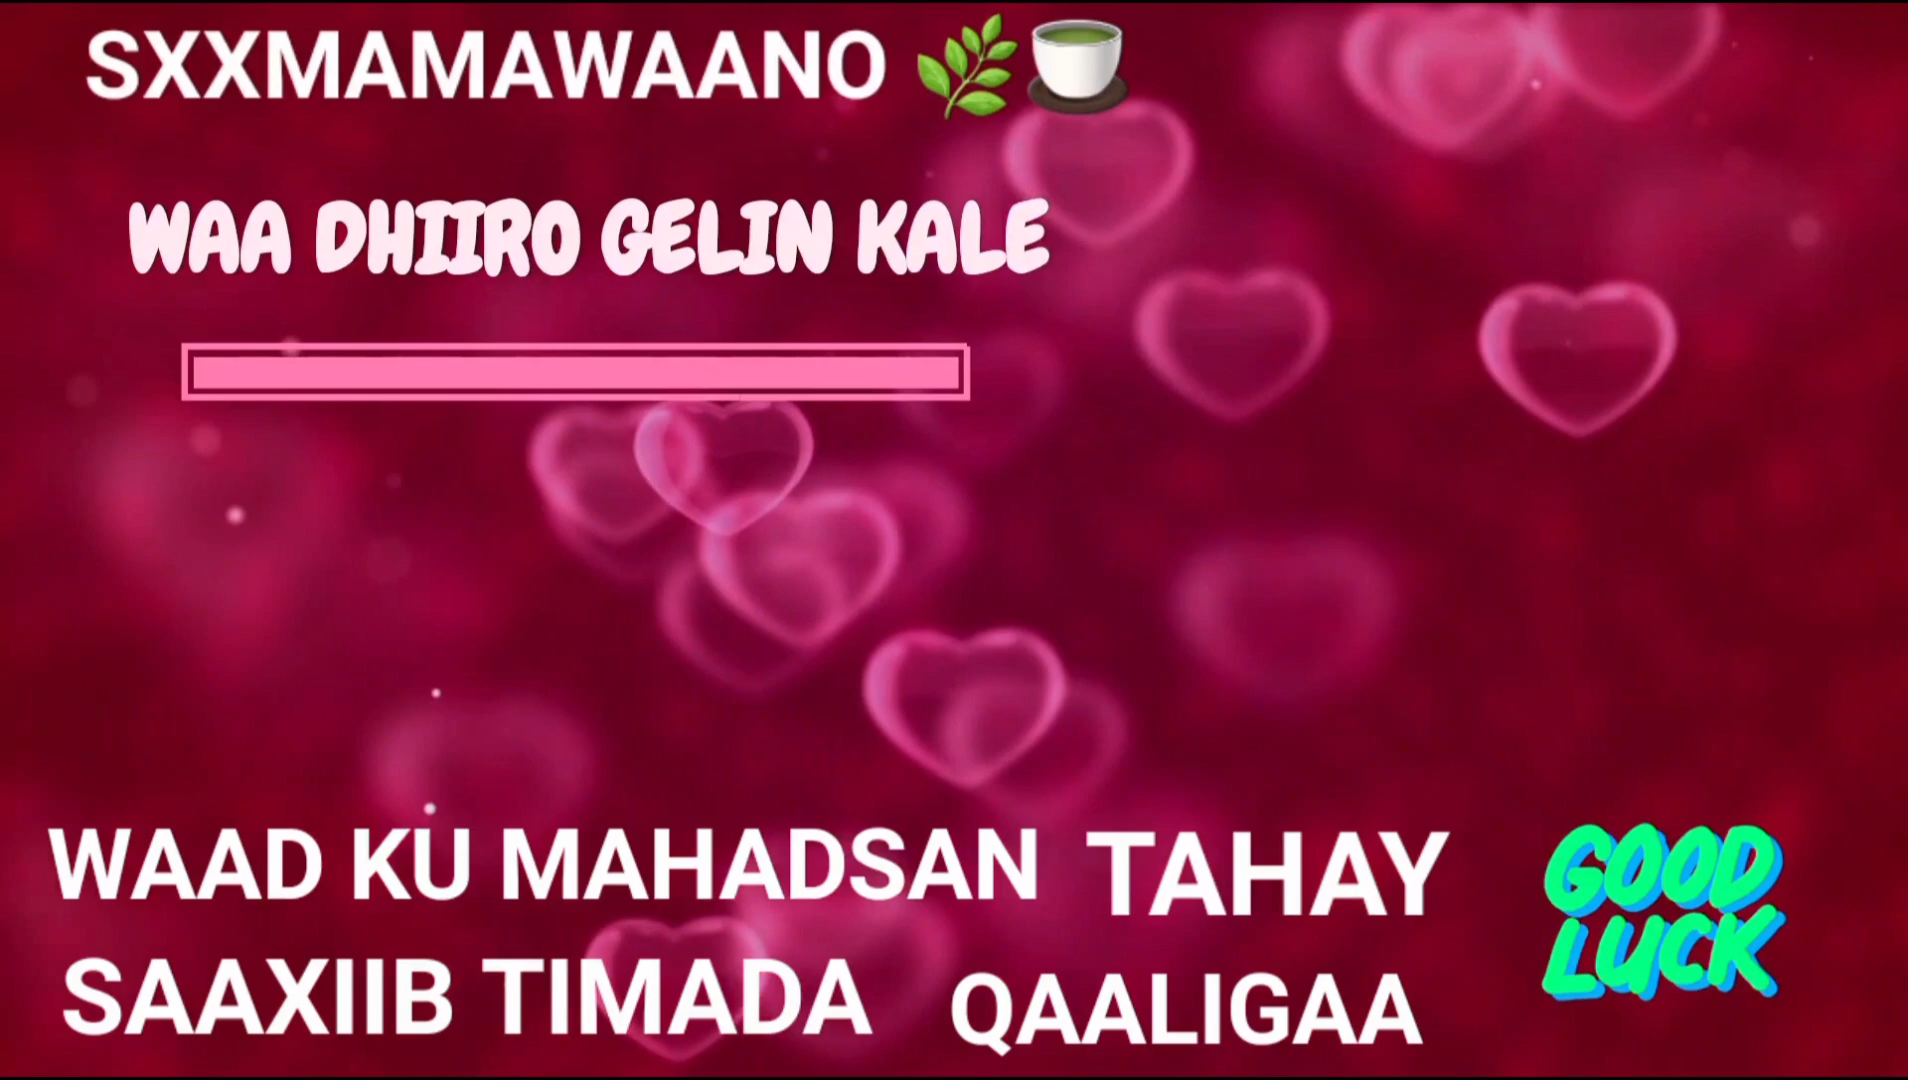 SXXMAMAWAANO 🌿🍵
WAA DHIIRO GELIN KALE
WAAD KU MAHADSAN TAHAY
SAAXIIB TIMADA QAALIGAA
GOOD
LUCK